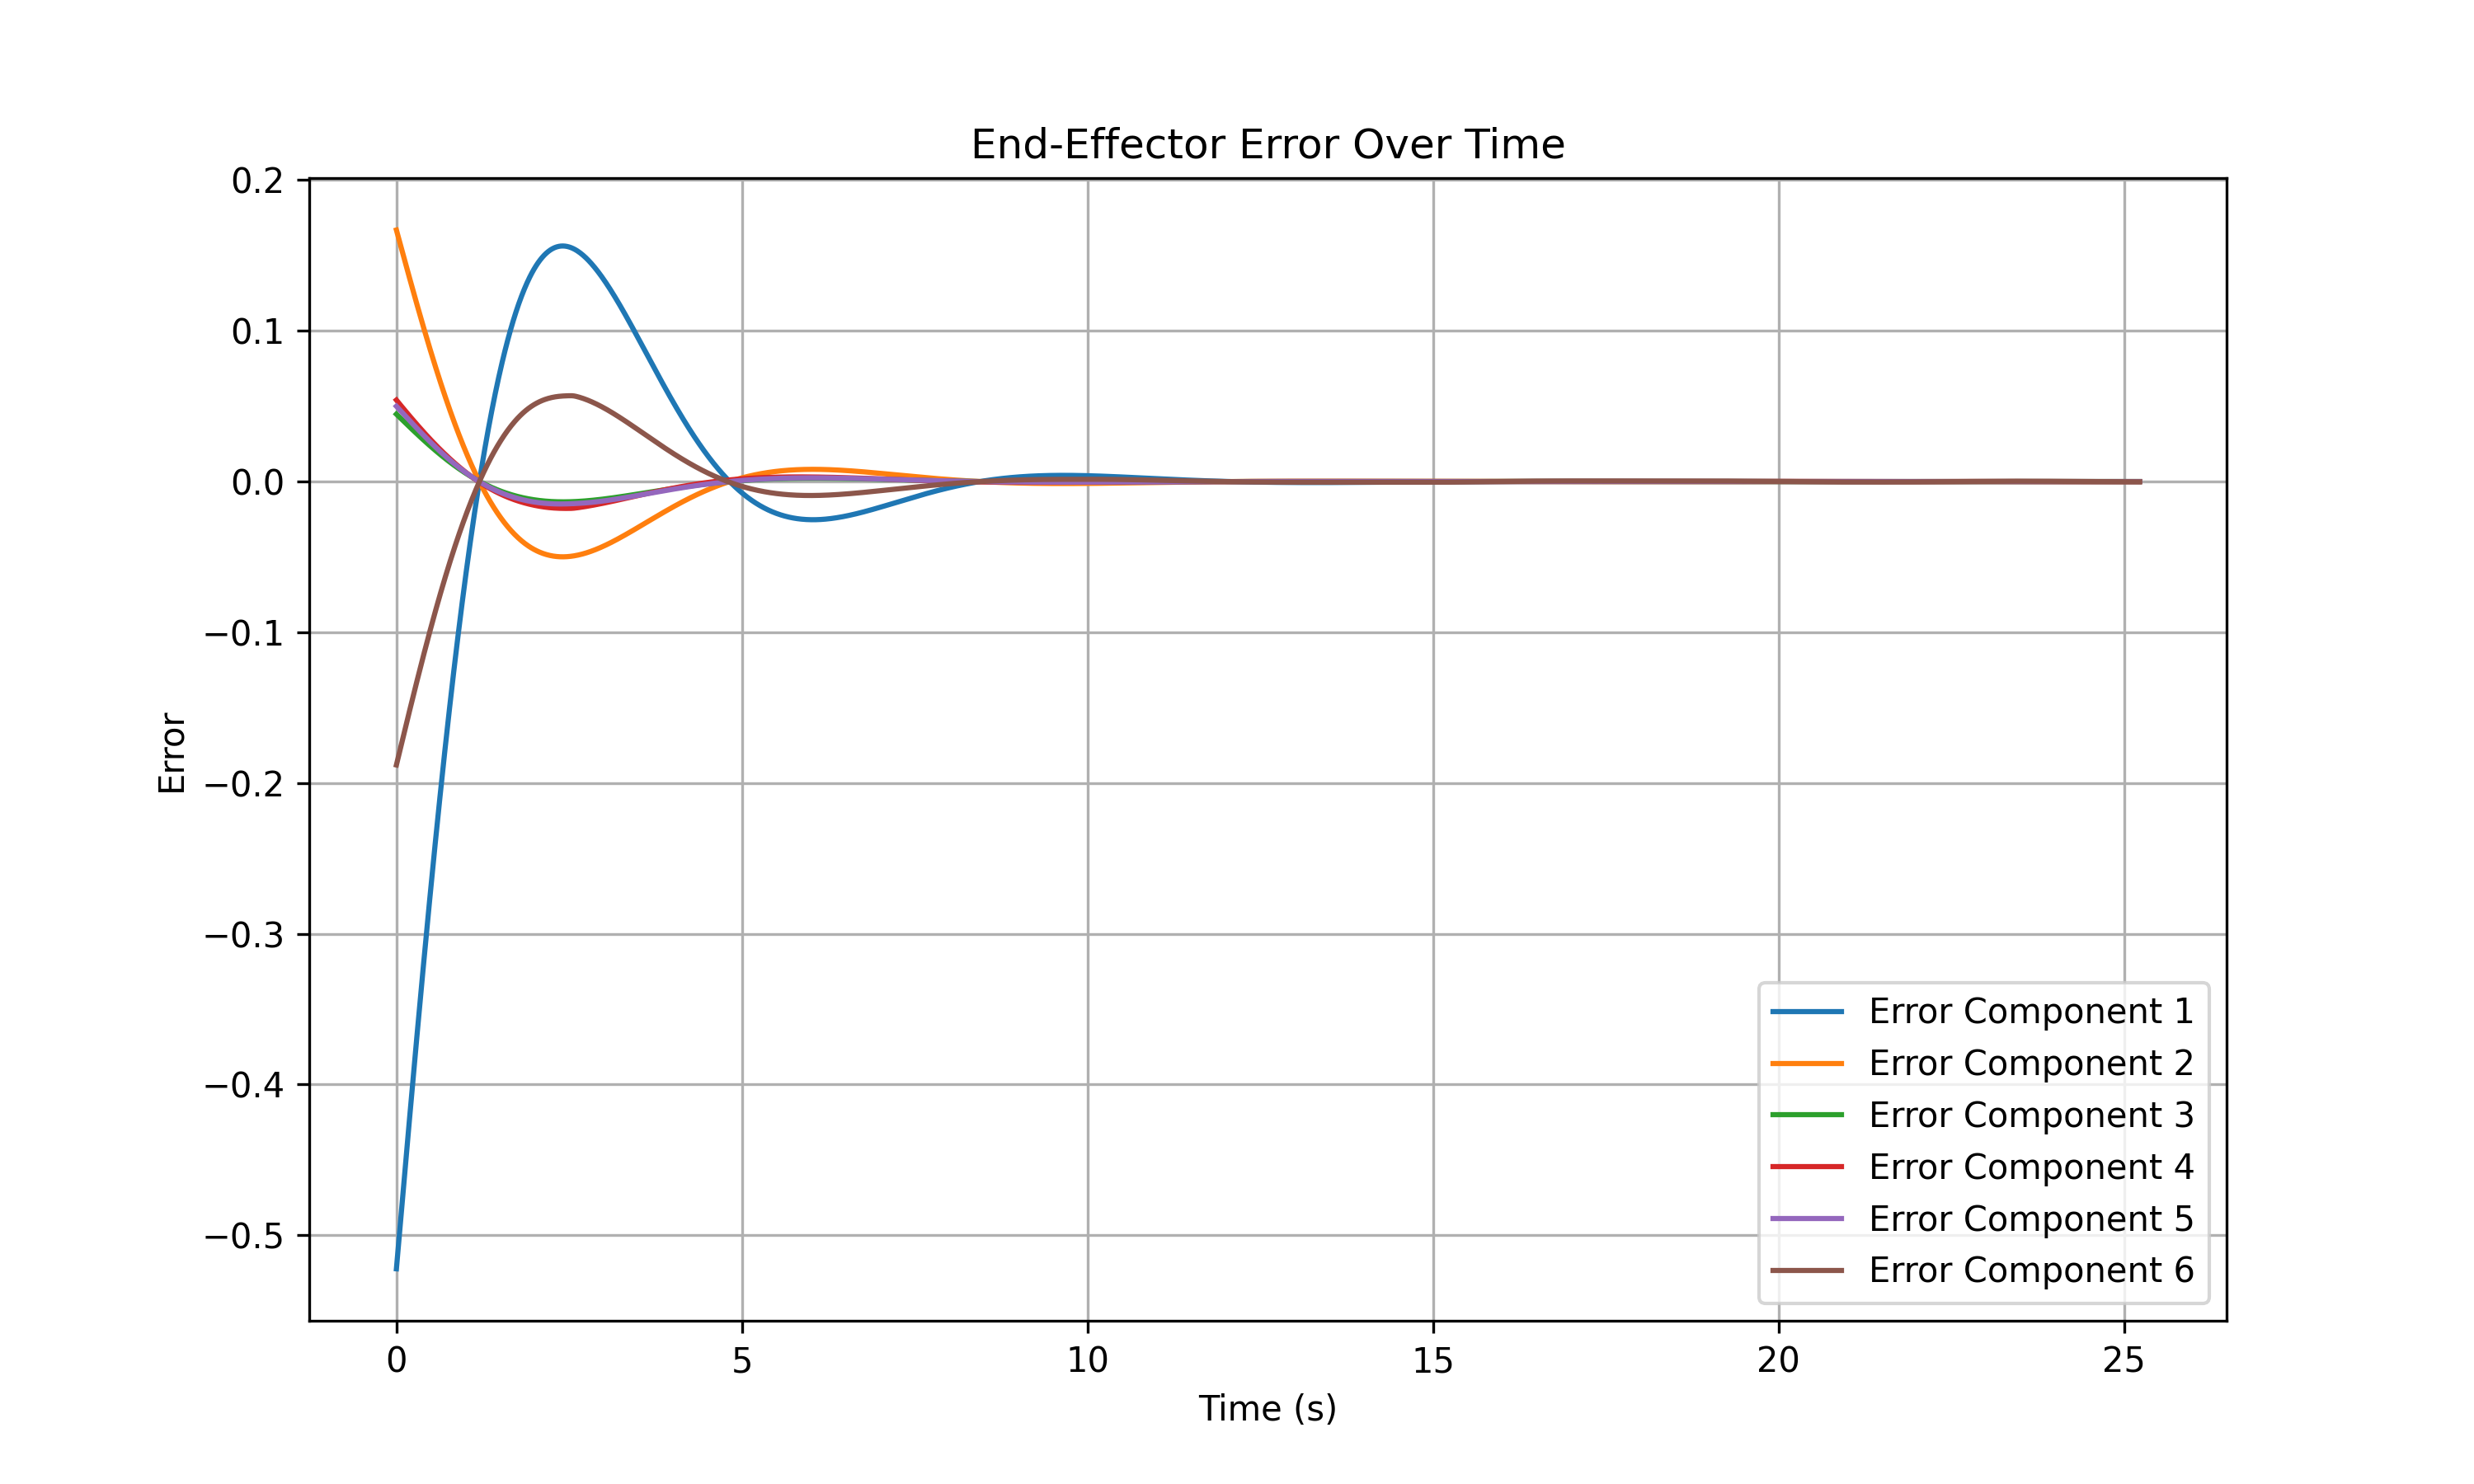 End-Effector Error Over Time
0.2
0.1
0.0
−0.1
−0.2
−0.3
−0.4
−0.5
Error
Error Component 1
Error Component 2
Error Component 3
Error Component 4
Error Component 5
Error Component 6
0 5 10 15 20 25
Time (s)